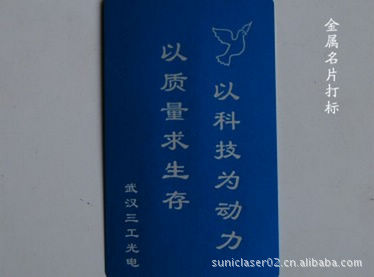 金属名片打标
以科技为动力
以质量求生存
武汉三工光电
suniclaser02.cn.alibaba.com